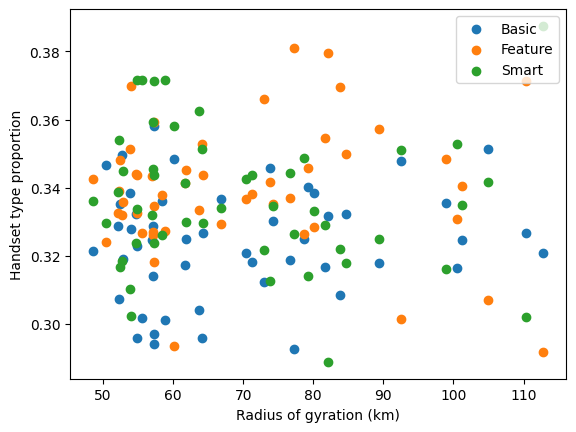 Basic
Feature
Smart
0.38
0.36
0.34
0.32
0.30
Handset type proportion
50 60 70 80 90 100 110
Radius of gyration (km)